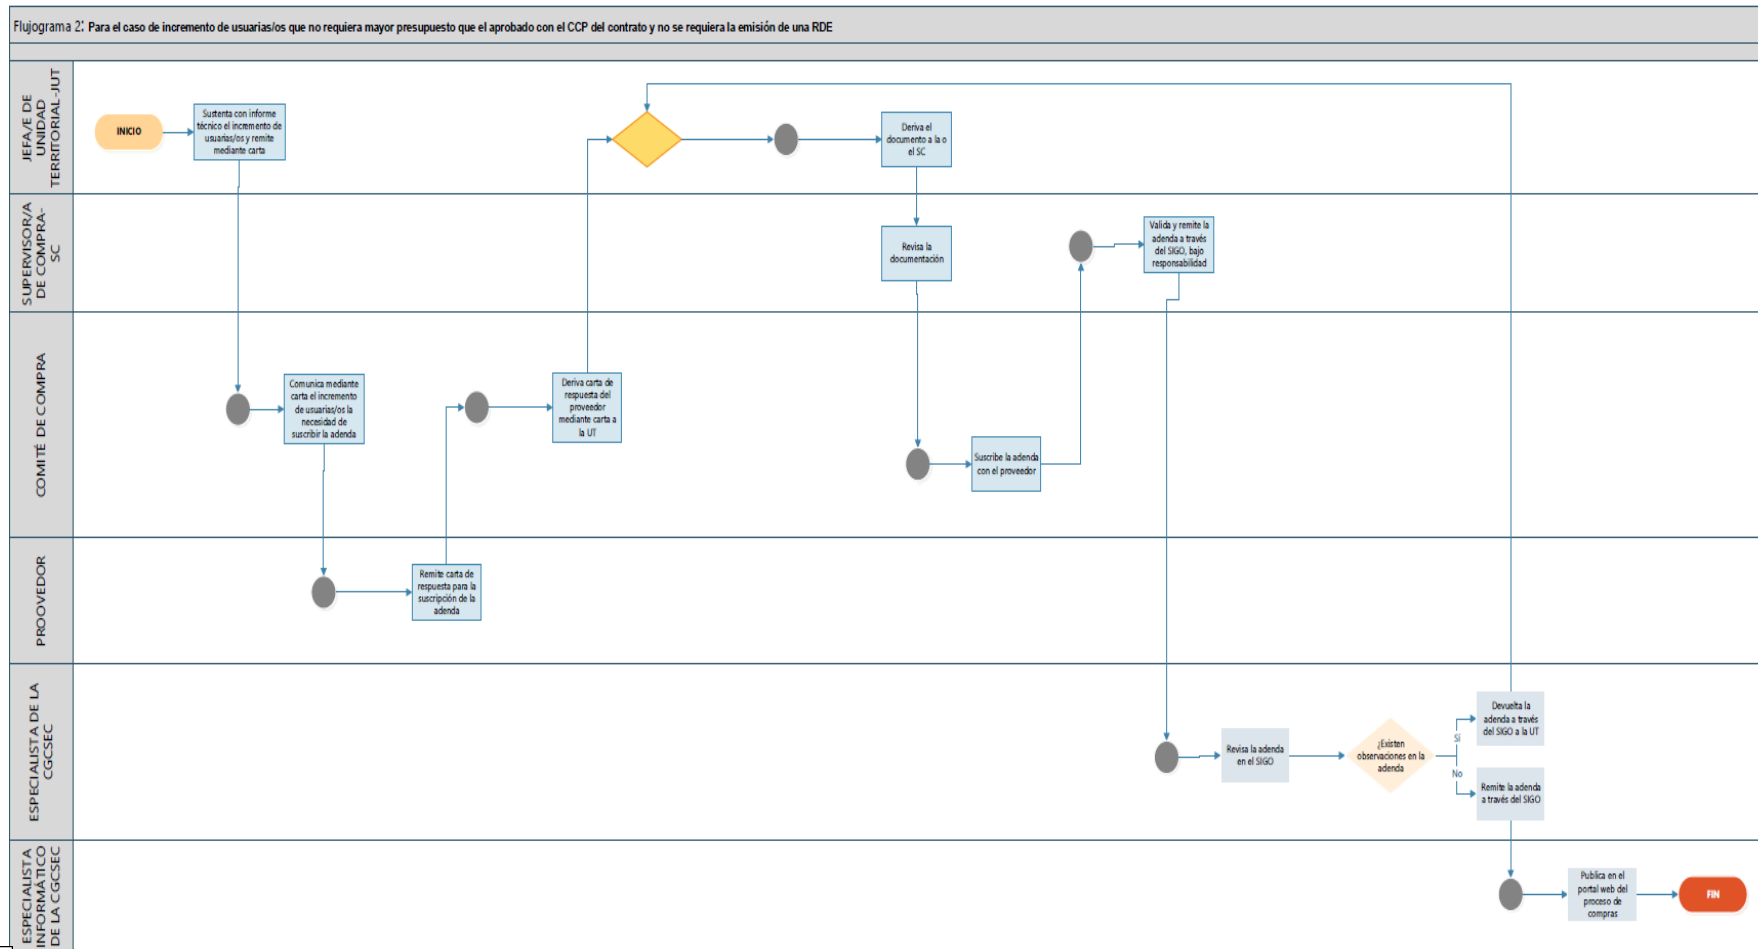 Flujograma 2: Para el caso de incremento de usuarias/os que no requiera mayor presupuesto que el aprobado con el CCP del contrato y no se requiera la emisión de una RDE
JEFA/E DE
UNIDAD
TERRITORIAL-JUT
INICIO
Sustenta con informe
técnico el incremento de
usuarias/os y remite
mediante carta
Deriva el
documento a la o
el SC
SUPERVISOR/A
DE COMPRA-
SC
Revisa la
documentación
Valida y remite la
adenda a través
del SIGO, bajo
responsabilidad
COMITÉ DE COMPRA
Comunica mediante
carta el incremento
de usuarias/os la
necesidad de
suscribir la adenda
Deriva carta de
respuesta del
proveedor
mediante carta a
la UT
Suscribe la adenda
con el proveedor
PROOVEDOR
Remite carta de
respuesta para la
suscripción de la
adenda
ESPECIALISTA DE LA
CGCSEC
Revisa la adenda
en el SIGO
¿Existen
observaciones en la
adenda
Sí
No
Devuelta la
adenda a través
del SIGO a la UT
Remite la adenda
a través del SIGO
ESPECIALISTA
INFORMÁTICO
DE LA CGCSEC
Publica en el
portal web del
proceso de
compras
FIN